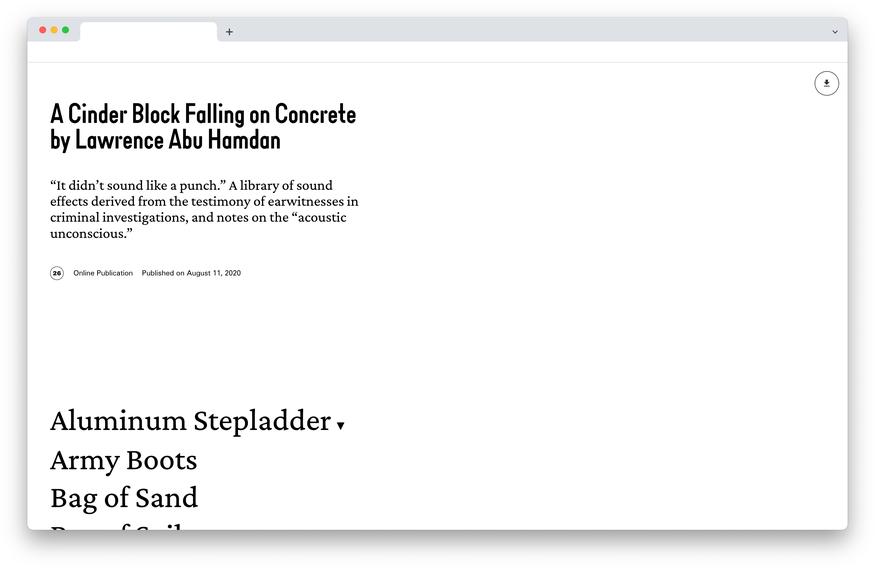 A Cinder Block Falling on Concrete
by Lawrence Abu Hamdan
“It didn’t sound like a punch.” A library of sound
effects derived from the testimony of earwitnesses in
criminal investigations, and notes on the “acoustic
unconscious.”
26 Online Publication Published on August 11, 2020
Aluminum Stepladder ▾
Army Boots
Bag of Sand